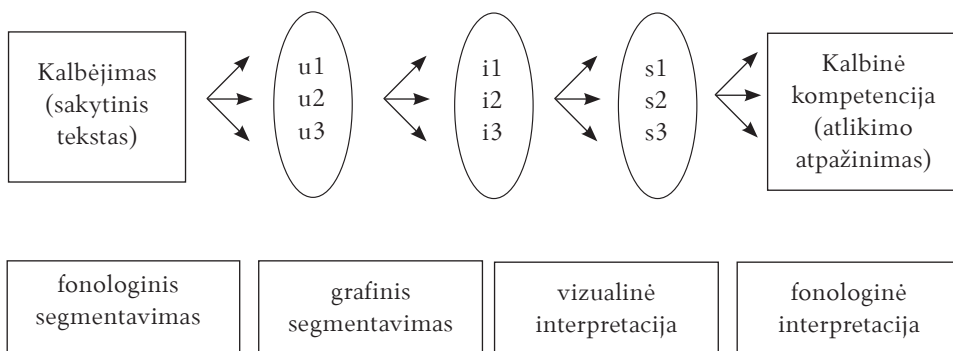 Kalbėjimas
(sakytinis
tekstas)
u1
u2
u3
i1
i2
i3
s1
s2
s3
Kalbinė
kompetencija
(atlikimo
atpažinimas)
fonologinis
segmentavimas
grafinis
segmentavimas
vizualinė
interpretacija
fonologinė
interpretacija